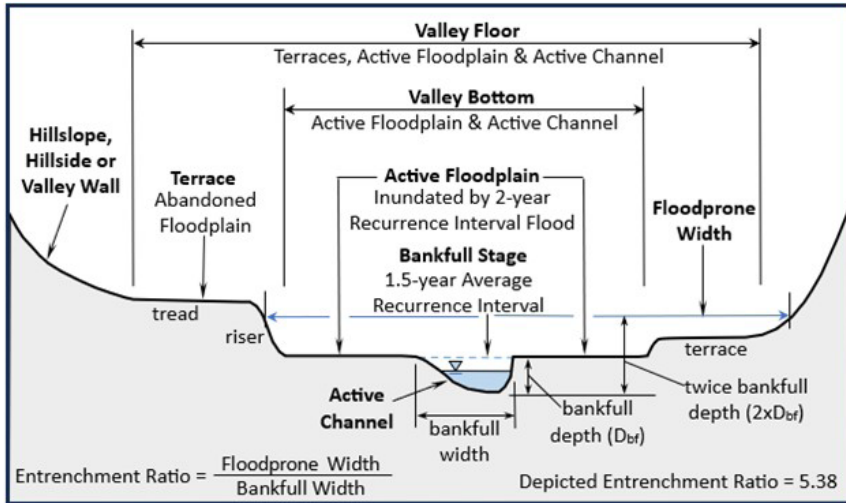 Valley Floor
Terraces, Active Floodplain & Active Channel
Valley Bottom
Active Floodplain & Active Channel
Hillslope,
Hillside or
Valley Wall
Terrace
Abandoned
Floodplain
Active Floodplain
Inundated by 2-year
Recurrence Interval Flood
Floodprone
Width
Bankfull Stage
1.5-year Average
Recurrence Interval
tread
riser
terrace
Active
Channel
bankfull
width
bankfull
depth (Dbf)
twice bankfull
depth (2xDbf)
Entrenchment Ratio = Floodprone Width
Bankfull Width
Depicted Entrenchment Ratio = 5.38